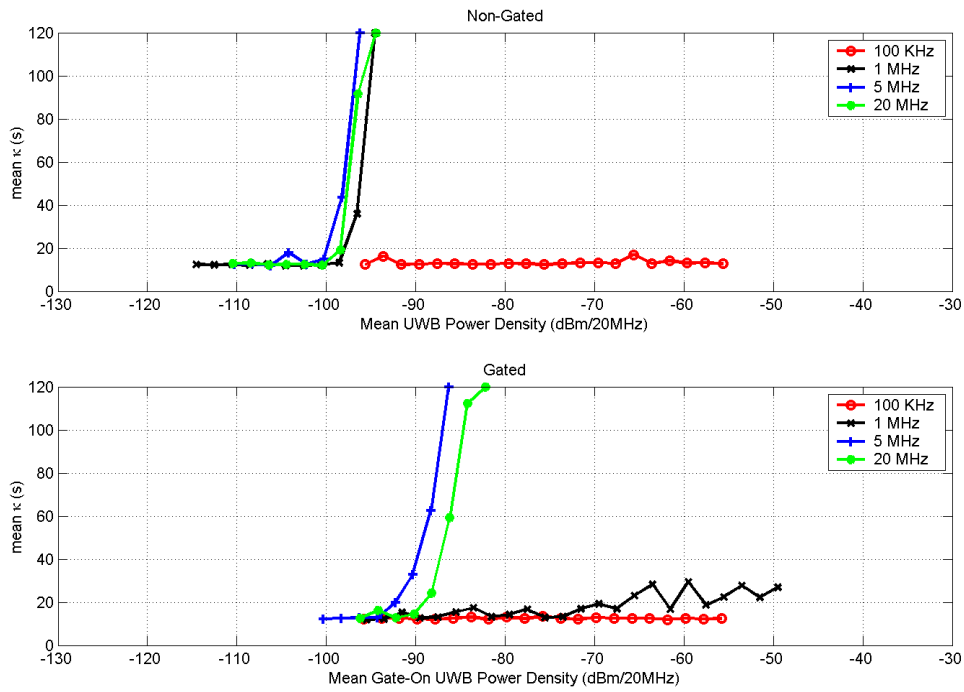 Non-Gated
120
100
80
60
40
20
0
mean κ (s)
100 KHz
1 MHz
5 MHz
20 MHz
-130 -120 -110 -100 -90 -80 -70 -60 -50 -40 -30
Mean UWB Power Density (dBm/20MHz)
Gated
120
100
80
60
40
20
0
mean κ (s)
100 KHz
1 MHz
5 MHz
20 MHz
-130 -120 -110 -100 -90 -80 -70 -60 -50 -40 -30
Mean Gate-On UWB Power Density (dBm/20MHz)